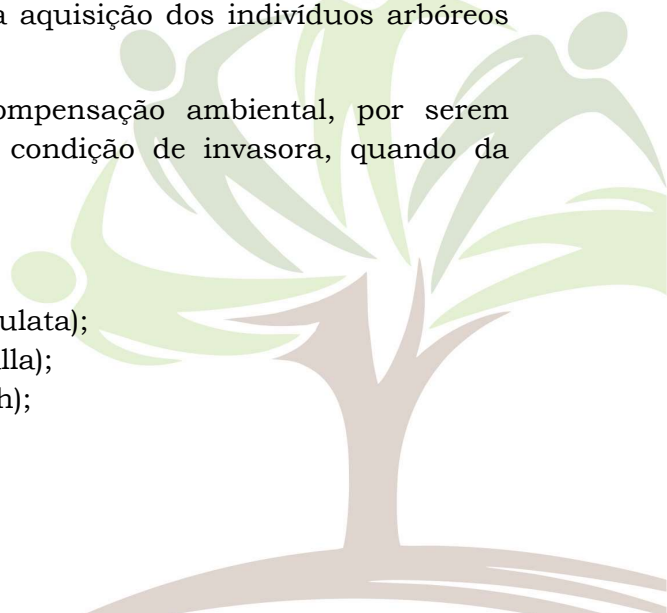 a aquisição dos indivíduos arbóreos
ompensação ambiental, por serem
condição de invasora, quando da
ulata);
lla);
h);